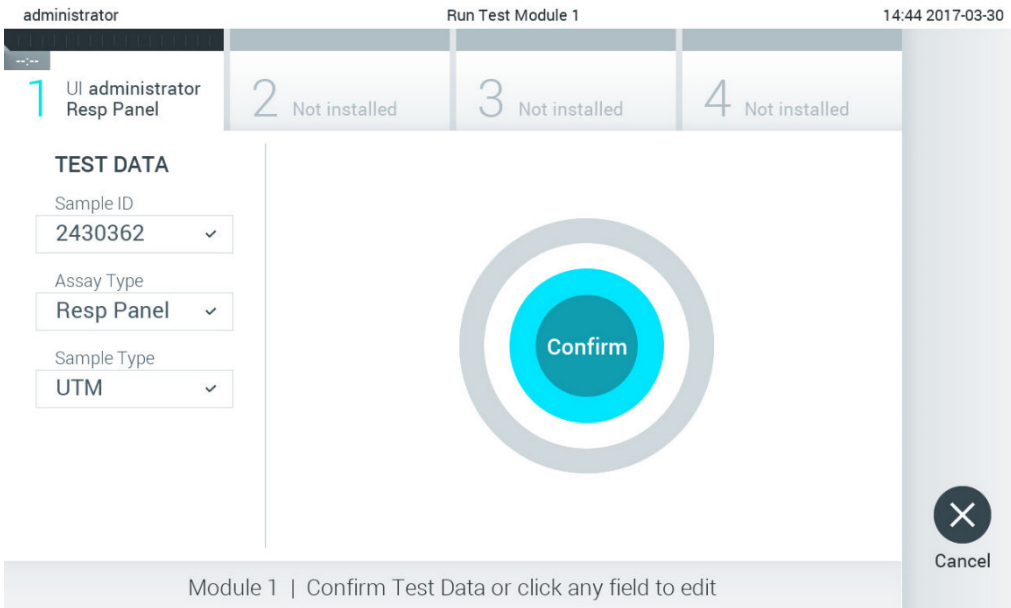 administrator
Run Test Module 1
14:44 2017-03-30
--:--
1
UI administrator
Resp Panel
2 Not installed
3 Not installed
4 Not installed
TEST DATA
Sample ID
2430362
Assay Type
Resp Panel
Sample Type
UTM
Confirm
Cancel
Module 1 | Confirm Test Data or click any field to edit